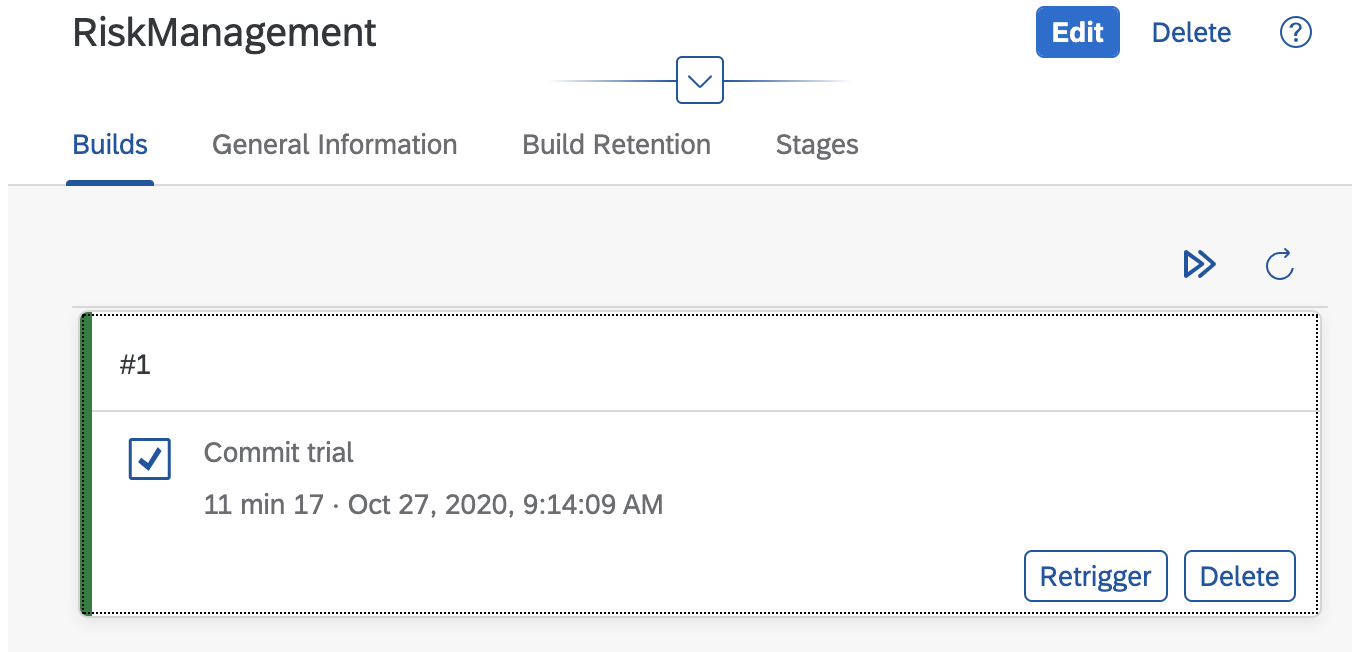 RiskManagement
Edit
Delete
?
Builds
General Information
Build Retention
Stages
#1
Commit trial
11 min 17 · Oct 27, 2020, 9:14:09 AM
Retrigger
Delete